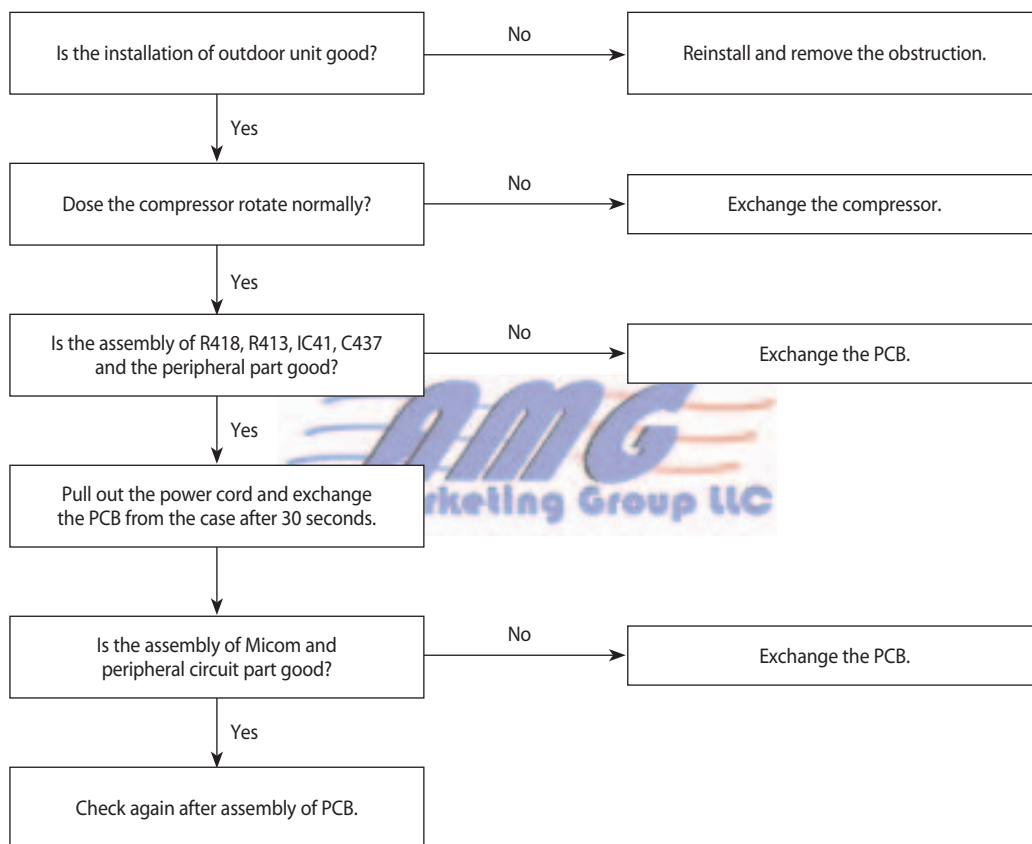 Is the installation of outdoor unit good?
No
Reinstall and remove the obstruction.
Yes
Dose the compressor rotate normally?
No
Exchange the compressor.
Yes
Is the assembly of R418, R413, IC41, C437
and the peripheral part good?
No
Exchange the PCB.
Yes
AMG
Pull out the power cord and exchange
the PCB from the case after 30 seconds.
rketing Group LLC
Is the assembly of Micom and
peripheral circuit part good?
No
Exchange the PCB.
Yes
Check again after assembly of PCB.